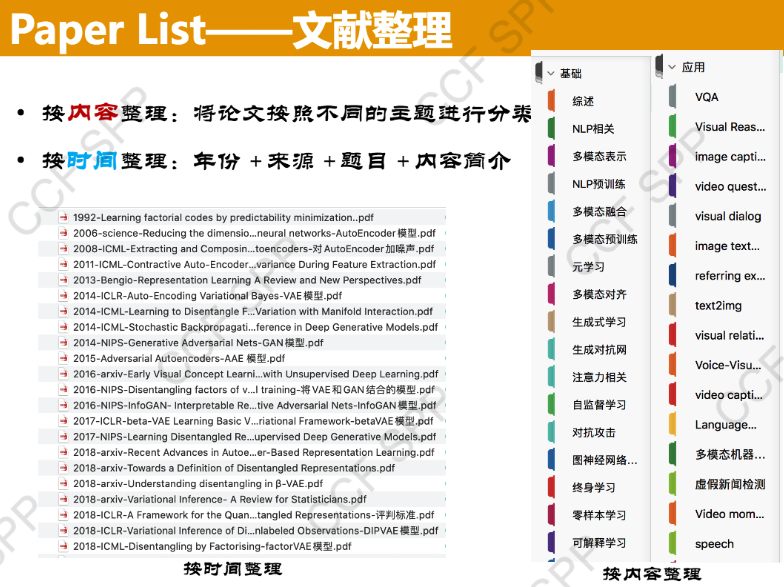 Paper List——文献整理
• 按内容整理：将论文按照不同的主题进行分类
• 按时间整理：年份 + 来源 + 题目 + 内容简介
1992-Learning factorial codes by predictability minimization..pdf
2006-science-Reducing the dimensio...neural networks-AutoEncoder模型.pdf
2008-ICML-Extracting and Composin...toencoders-对AutoEncoder加噪声.pdf
2011-ICML-Contractive Auto-Encoder...variance During Feature Extraction.pdf
2013-Bengio-Representation Learning A Review and New Perspectives.pdf
2014-ICLR-Auto-Encoding Variational Bayes-VAE模型.pdf
2014-ICML-Learning to Disentangle F...Variation with Manifold Interaction.pdf
2014-ICML-Stochastic Backpropagati...ference in Deep Generative Models.pdf
2014-NIPS-Generative Adversarial Nets-GAN模型.pdf
2015-Adversarial Autoencoders-AAE 模型.pdf
2016-arxiv-Early Visual Concept Learni...with Unsupervised Deep Learning.pdf
2016-NIPS-Disentangling factors of v...l training-将VAE和GAN结合的模型.pdf
2016-NIPS-InfoGAN- Interpretable Re...tive Adversarial Nets-InfoGAN模型.pdf
2017-ICLR-beta-VAE Learning Basic V...riational Framework-betaVAE模型.pdf
2017-NIPS-Learning Disentangled Re...upervised Deep Generative Models.pdf
2018-arxiv-Recent Advances in Autoe...er-Based Representation Learning.pdf
2018-arxiv-Towards a Definition of Disentangled Representations.pdf
2018-arxiv-Understanding disentangling in β-VAE.pdf
2018-arxiv-Variational Inference- A Review for Statisticians.pdf
2018-ICLR-A Framework for the Quan...tangled Representations-评判标准.pdf
2018-ICLR-Variational Inference of Di...nlabeled Observations-DIPVAE模型.pdf
2018-ICML-Disentangling by Factorising-factorVAE模型.pdf
按时间整理
基础
综述
NLP相关
多模态表示
NLP预训练
多模态融合
多模态预训练
元学习
多模态对齐
生成式学习
生成对抗网
注意力相关
自监督学习
对抗攻击
图神经网络...
终身学习
零样本学习
可解释学习
应用
VQA
Visual Reas...
image capti...
video quest...
visual dialog
image text...
referring ex...
text2img
visual relati...
Voice-Visu...
video capti...
Language...
多模态机器...
虚假新闻检测
Video mom...
speech
按内容整理
CCF SPP